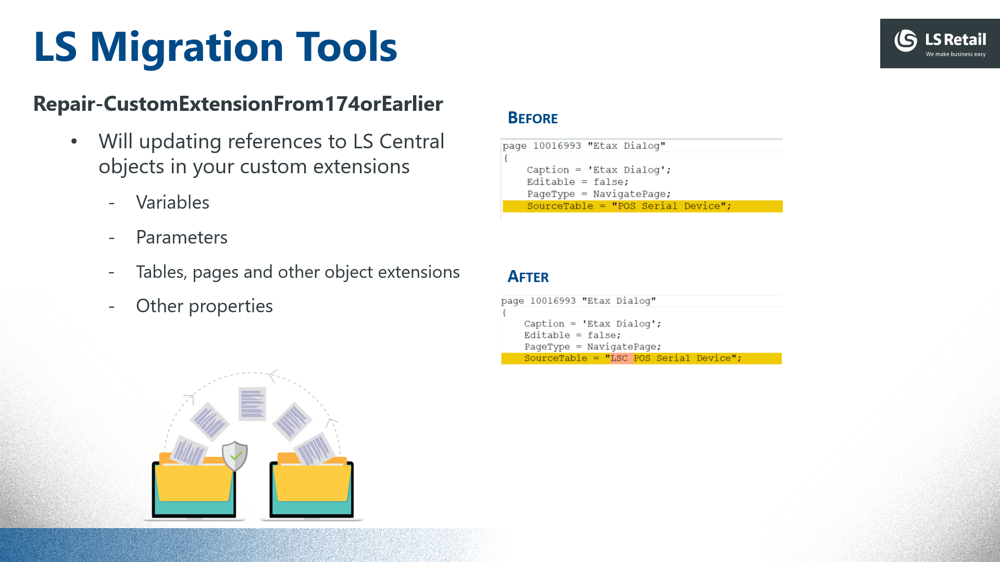 LS Migration Tools
LS Retail
We make business easy
Repair-CustomExtensionFrom174orEarlier
• Will updating references to LS Central
objects in your custom extensions
- Variables
- Parameters
- Tables, pages and other object extensions
- Other properties
BEFORE
page 10016993 "Etax Dialog"
{
Caption = 'Etax Dialog';
Editable = false;
PageType = NavigatePage;
SourceTable = "POS Serial Device";
AFTER
page 10016993 "Etax Dialog"
{
Caption = 'Etax Dialog';
Editable = false;
PageType = NavigatePage;
SourceTable = "LSC POS Serial Device";